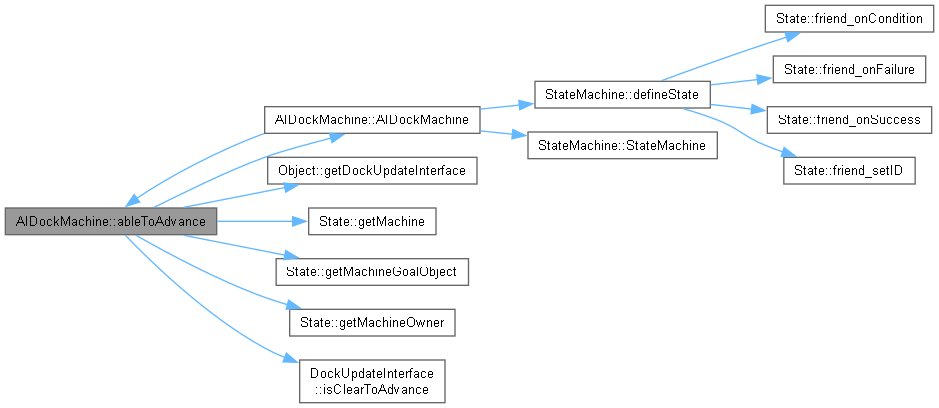 State::friend_onCondition
State::friend_onFailure
StateMachine::defineState
AIDockMachine::AIDockMachine
State::friend_onSuccess
StateMachine::StateMachine
Object::getDockUpdateInterface
State::friend_setID
AIDockMachine::ableToAdvance
State::getMachine
State::getMachineGoalObject
State::getMachineOwner
DockUpdateInterface
::isClearToAdvance